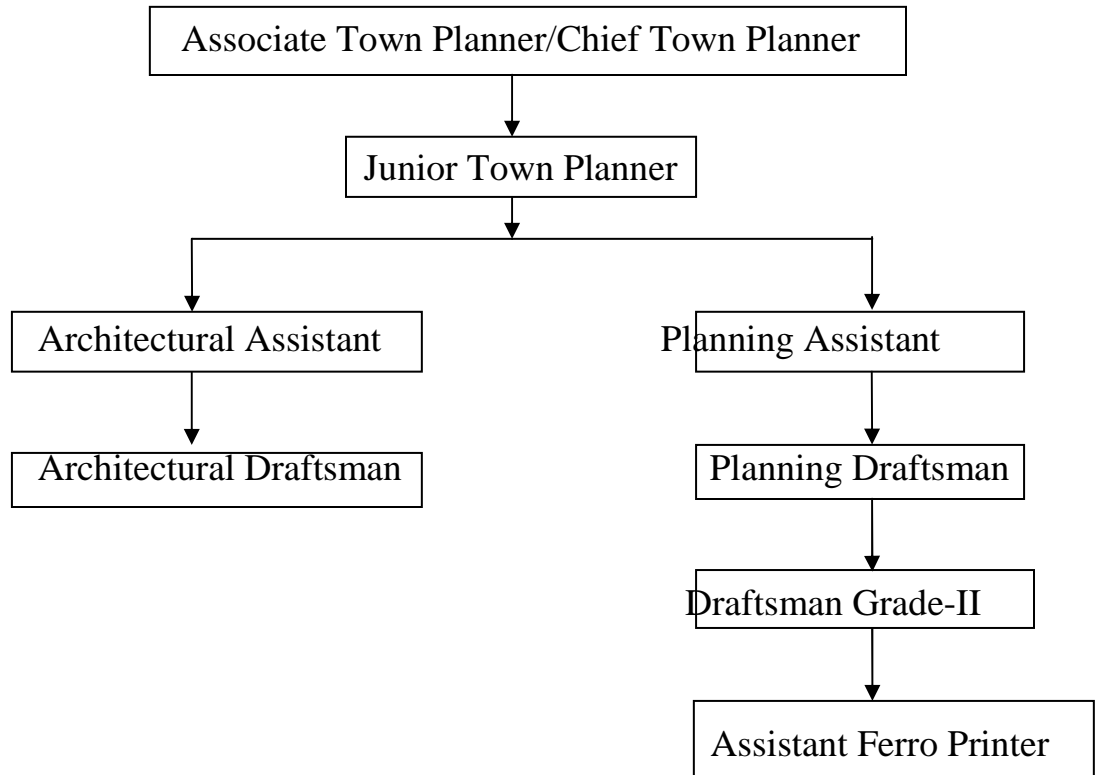 Associate Town Planner/Chief Town Planner
Junior Town Planner
Architectural Assistant
Planning Assistant
Architectural Draftsman
Planning Draftsman
Draftsman Grade-II
Assistant Ferro Printer